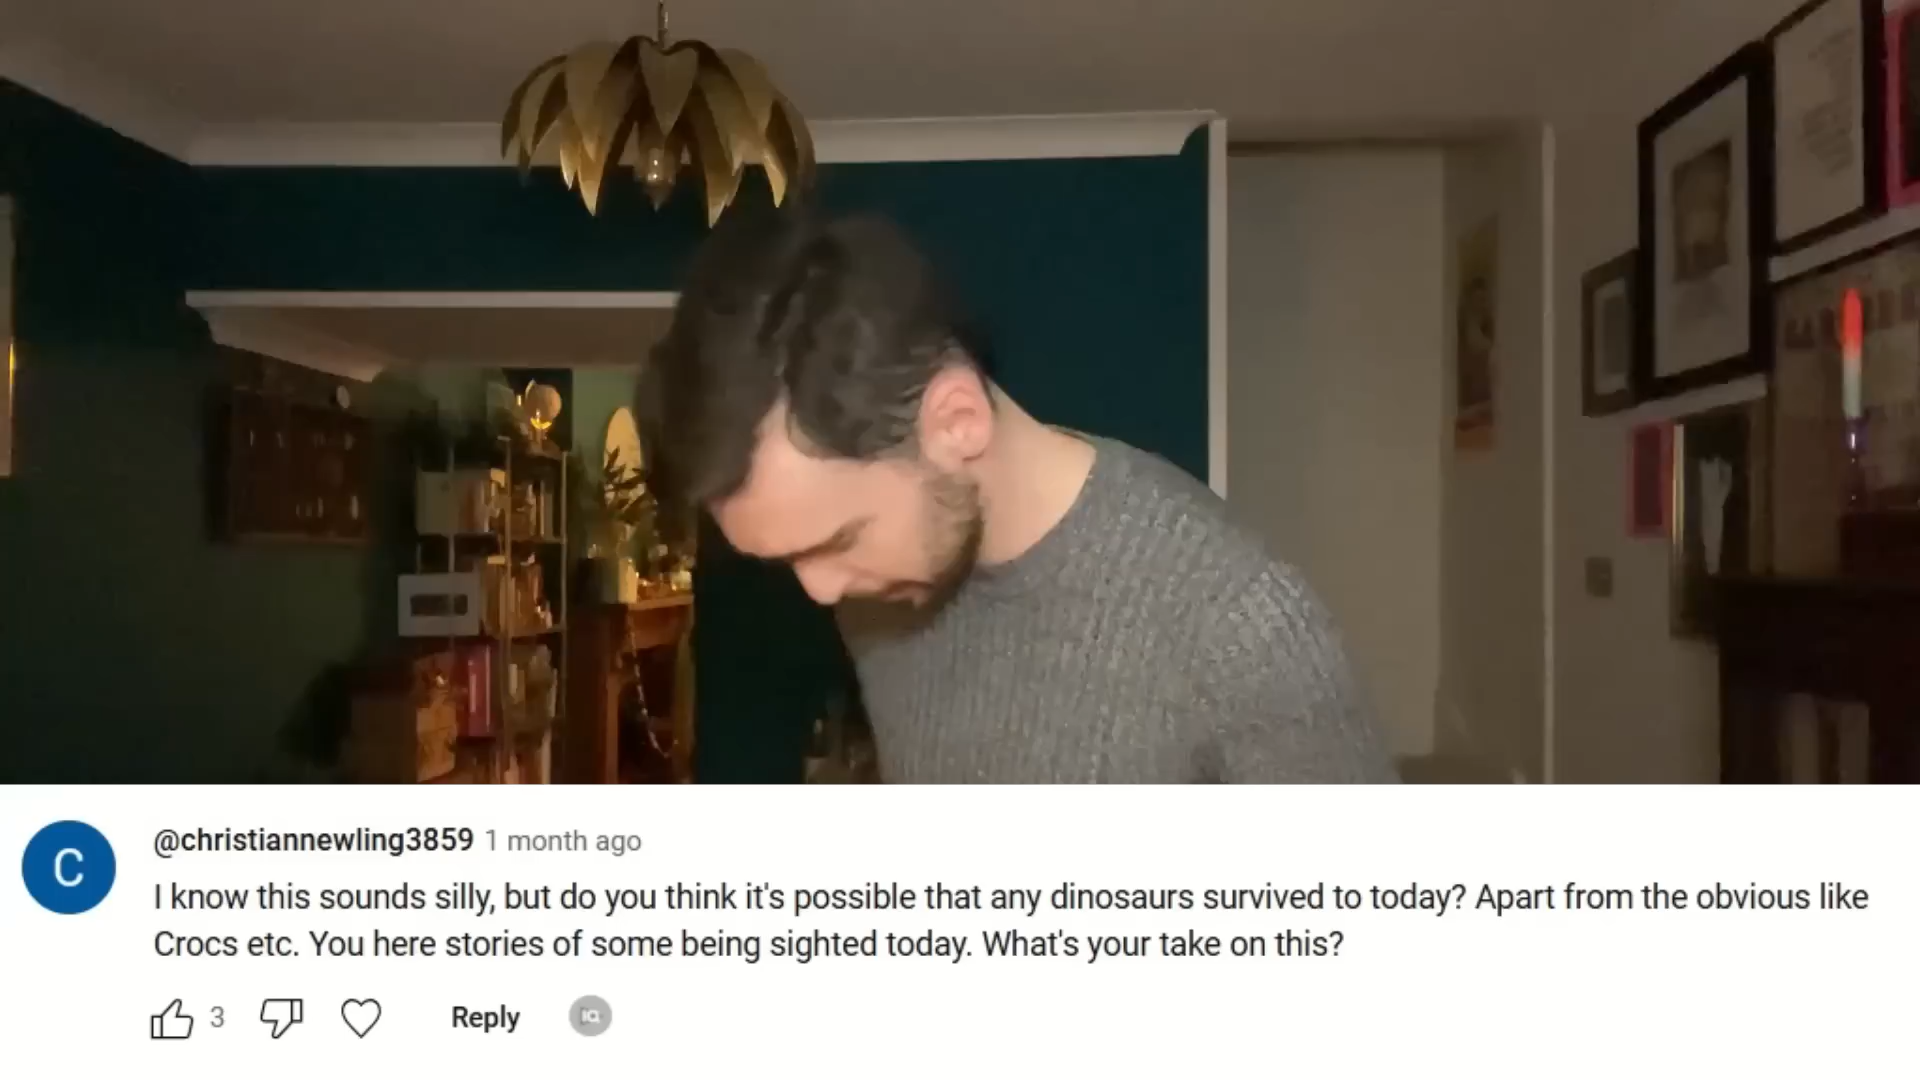 C
@christiannewling3859 1 month ago
I know this sounds silly, but do you think it's possible that any dinosaurs survived to today? Apart from the obvious like
Crocs etc. You here stories of some being sighted today. What's your take on this?
3 Reply IQ